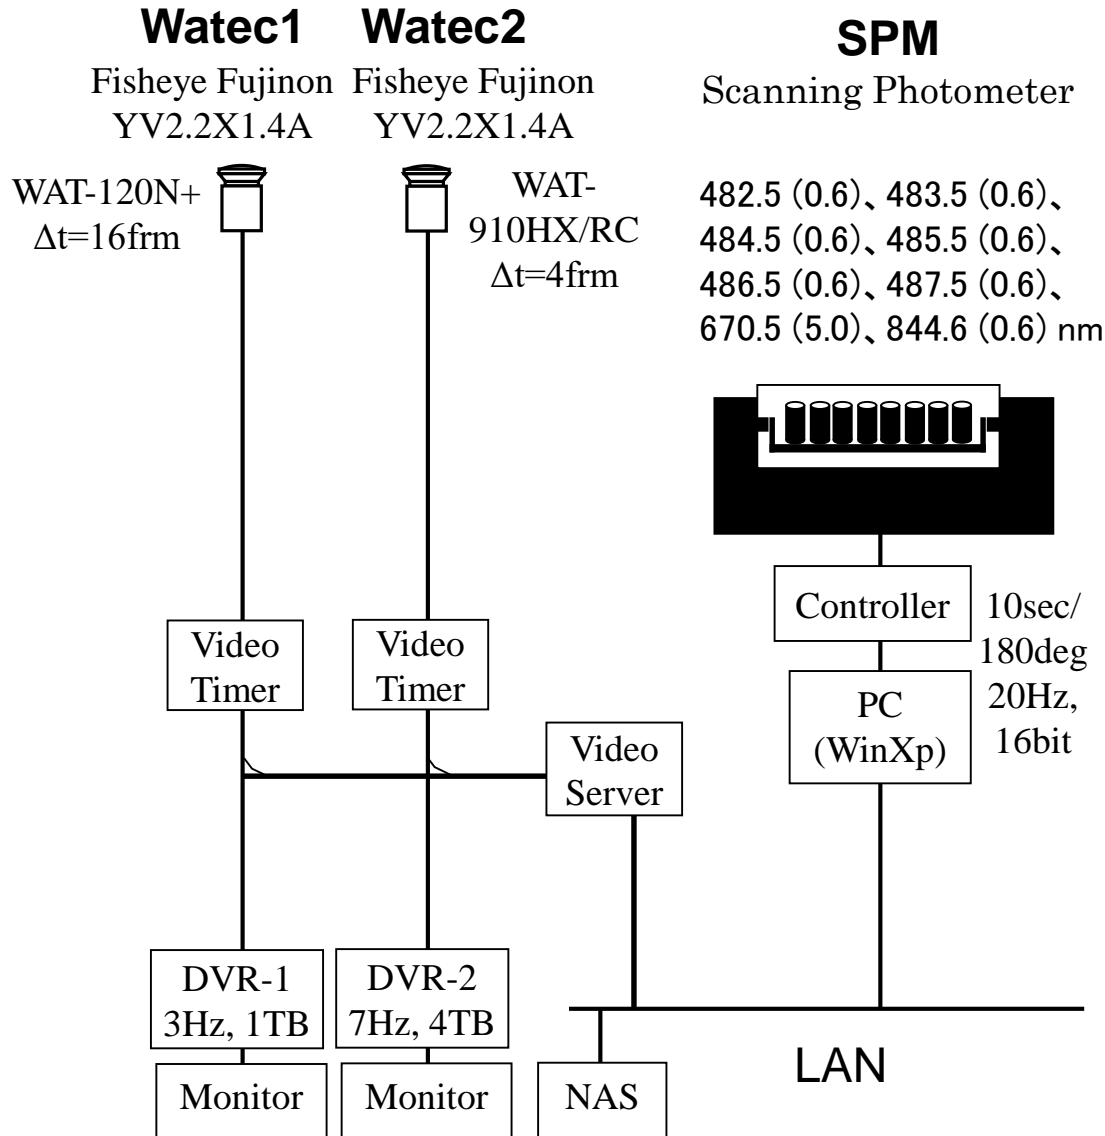 Watec1
Watec2
SPM
Fisheye Fujinon
YV2.2X1.4A
Fisheye Fujinon
YV2.2X1.4A
Scanning Photometer
WAT-120N+
Δt=16frm
WAT-
910HX/RC
Δt=4frm
482.5 (0.6)、483.5 (0.6)、
484.5 (0.6)、485.5 (0.6)、
486.5 (0.6)、487.5 (0.6)、
670.5 (5.0)、844.6 (0.6) nm
Video
Timer
Video
Timer
Controller
10sec/
180deg
20Hz,
16bit
PC
(WinXp)
Video
Server
DVR-1
3Hz, 1TB
DVR-2
7Hz, 4TB
LAN
Monitor
Monitor
NAS